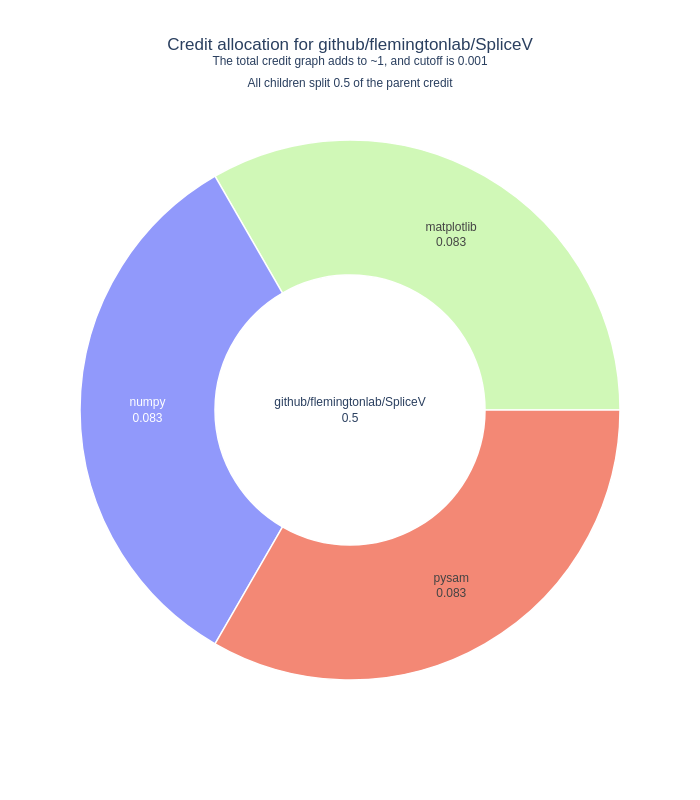 Credit allocation for github/flemingtonlab/SpliceV
The total credit graph adds to ~1, and cutoff is 0.001
All children split 0.5 of the parent credit
matplotlib
0.083
numpy
0.083
github/flemingtonlab/SpliceV
0.5
pysam
0.083